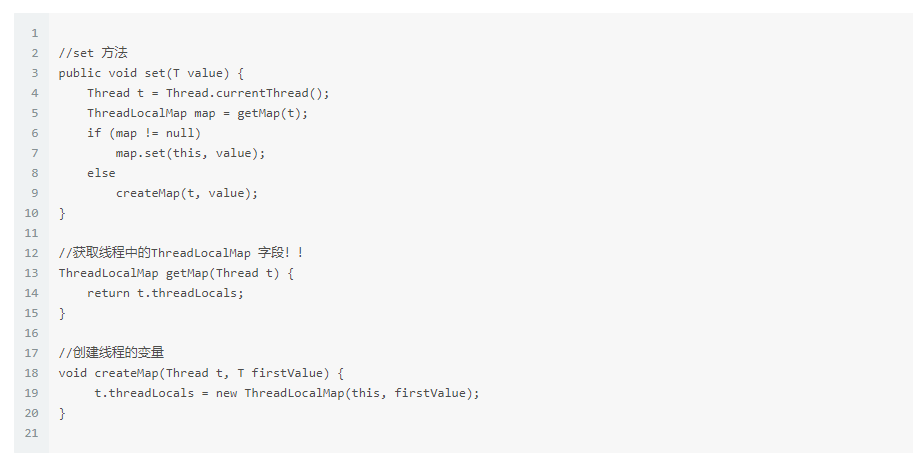 1
2 //set 方法
3 public void set(T value) {
4     Thread t = Thread.currentThread();
5     ThreadLocalMap map = getMap(t);
6     if (map != null)
7         map.set(this, value);
8     else
9         createMap(t, value);
10 }
11
12 //获取线程中的ThreadLocalMap 字段！！
13 ThreadLocalMap getMap(Thread t) {
14     return t.threadLocals;
15 }
16
17 //创建线程的变量
18 void createMap(Thread t, T firstValue) {
19      t.threadLocals = new ThreadLocalMap(this, firstValue);
20 }
21